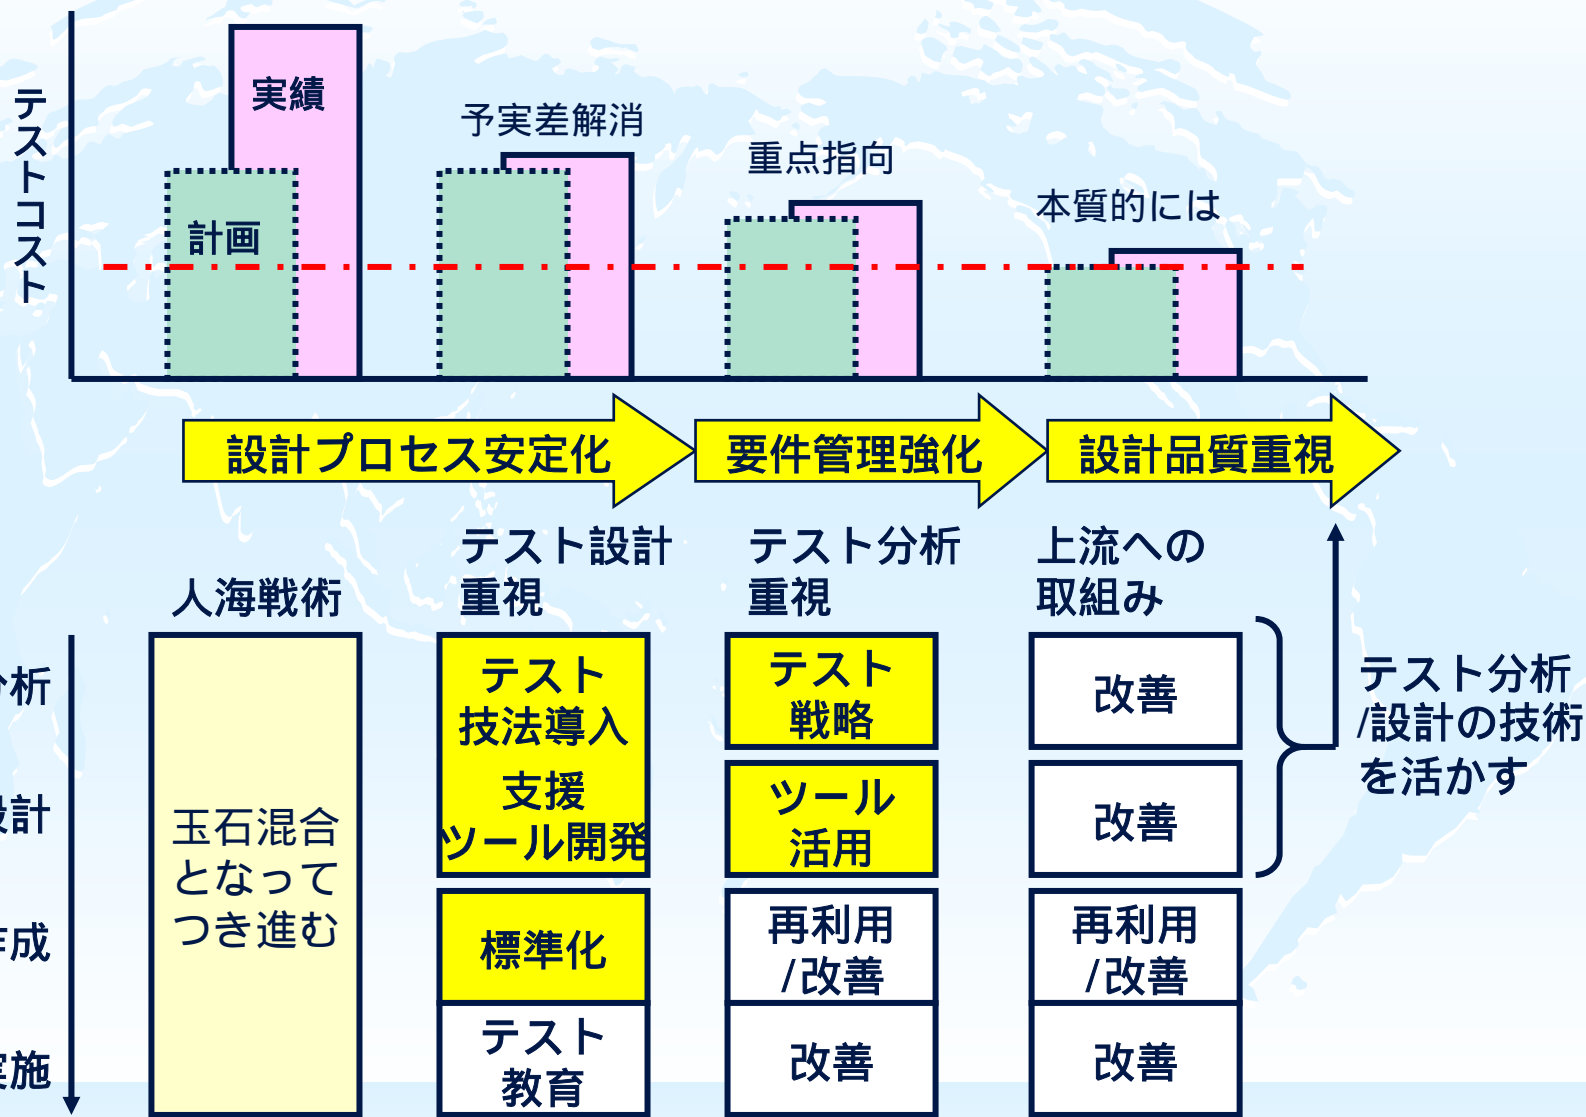 テストコスト
実績
計画
予実差解消
重点指向
本質的には
設計プロセス安定化
要件管理強化
設計品質重視
人海戦術
テスト設計
重視
テスト分析
重視
上流への
取組み
分析
設計
作成
実施
玉石混合
となって
つき進む
テスト
技法導入
支援
ツール開発
標準化
テスト
教育
テスト
戦略
ツール
活用
再利用
/改善
改善
改善
改善
再利用
/改善
改善
テスト分析
/設計の技術
を活かす